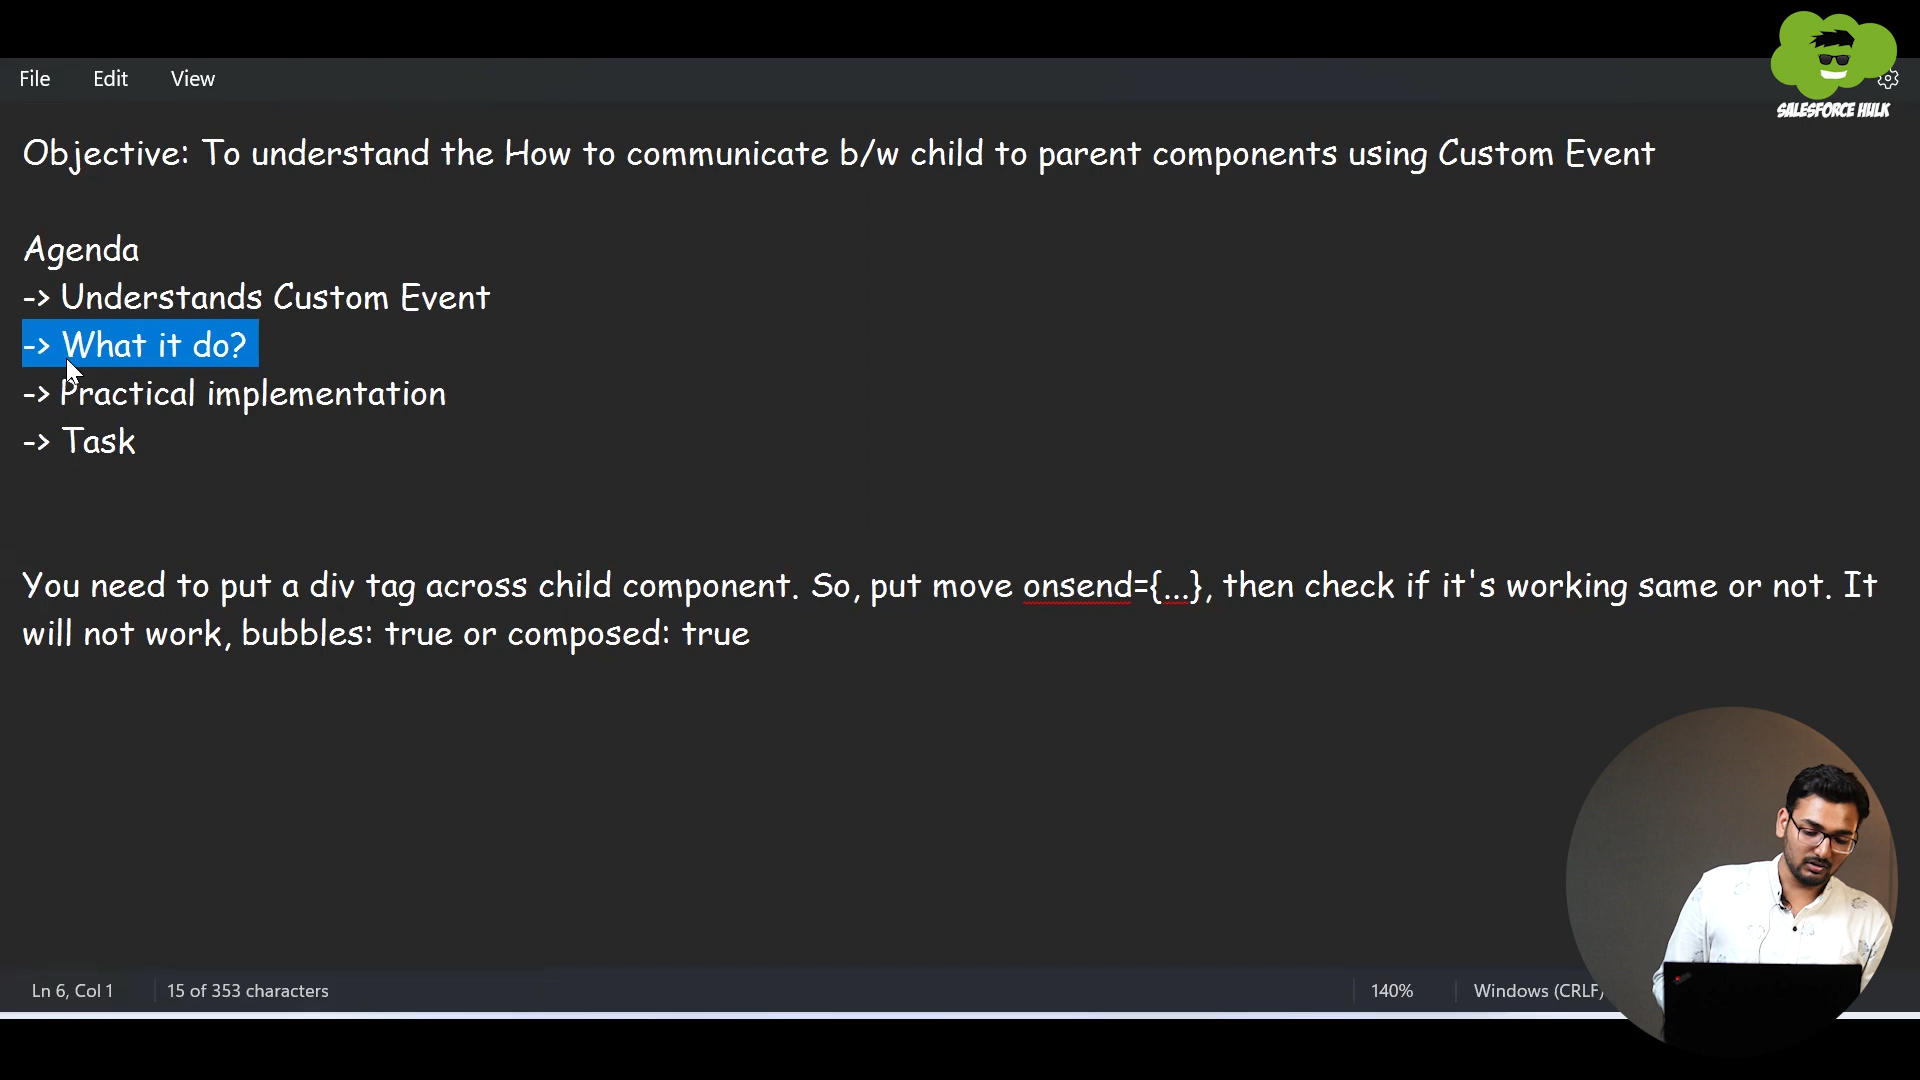 SALESFORCE HULK
File Edit View
Objective: To understand the How to communicate b/w child to parent components using Custom Event
Agenda
-> Understands Custom Event
-> What it do?
-> Practical implementation
-> Task
You need to put a div tag across child component. So, put move onsend={...}, then check if it's working same or not. It
will not work, bubbles: true or composed: true
Ln 6, Col 1 15 of 353 characters 140% Windows (CRLF)